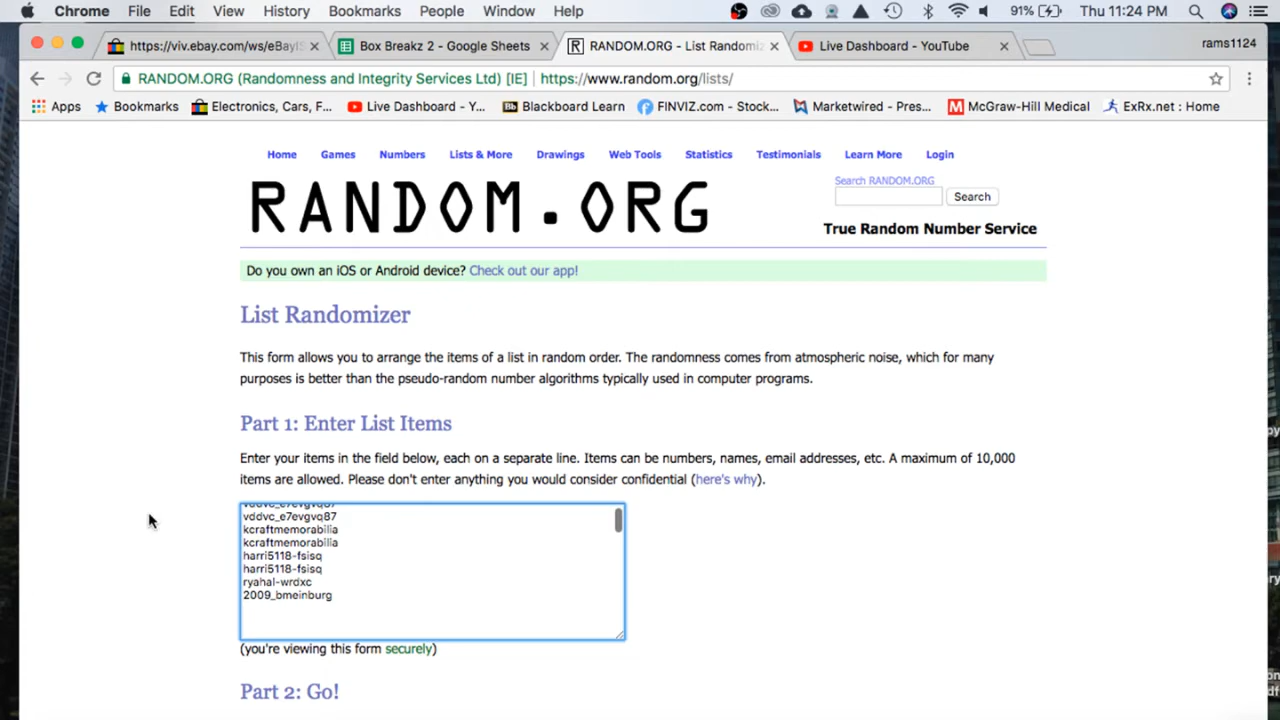 Chrome File Edit View History Bookmarks People Window Help 91% Thu 11:24 PM
https://viv.ebay.com/ws/eBayIS Box Breakz 2 - Google Sheets RANDOM.ORG - List Randomiz Live Dashboard - YouTube rams1124
RANDOM.ORG (Randomness and Integrity Services Ltd) [IE] https://www.random.org/lists/
Apps Bookmarks Electronics, Cars, F... Live Dashboard - Y... Bb Blackboard Learn FINVIZ.com - Stock... Marketwired - Pres... M McGraw-Hill Medical ExRx.net : Home
Home Games Numbers Lists & More Drawings Web Tools Statistics Testimonials Learn More Login
RANDOM.ORG
Search RANDOM.ORG
Search
True Random Number Service
Do you own an iOS or Android device? Check out our app!
List Randomizer
This form allows you to arrange the items of a list in random order. The randomness comes from atmospheric noise, which for many
purposes is better than the pseudo-random number algorithms typically used in computer programs.
Part 1: Enter List Items
Enter your items in the field below, each on a separate line. Items can be numbers, names, email addresses, etc. A maximum of 10,000
items are allowed. Please don't enter anything you would consider confidential (here's why).
vddvc_e7evgvq87
vddvc_e7evgvq87
kcraftmemorabilia
kcraftmemorabilia
harri5118-fsisq
harri5118-fsisq
ryahal-wrdxc
2009_bmeinburg
(you're viewing this form securely)
Part 2: Go!